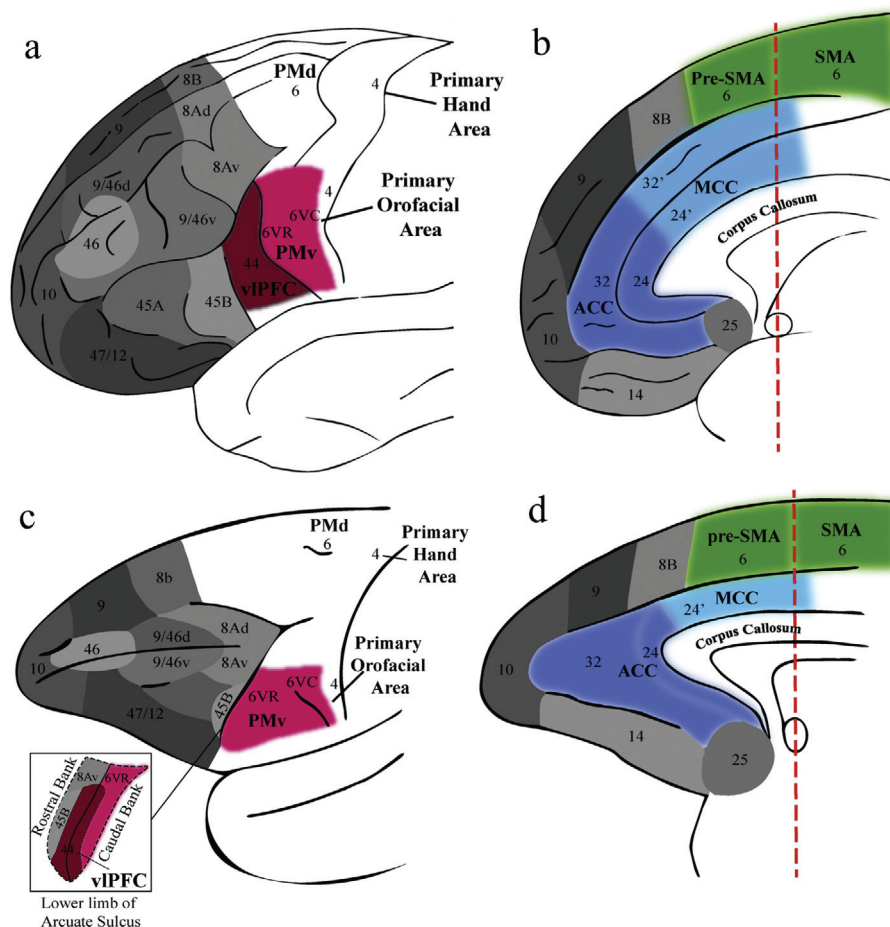 a
8B
PMd
6
4
Primary
Hand
Area
8Ad
9
8Av
9/46d
4
Primary
Orofacial
Area
46
9/46v
6VR
6VC
PMv
44
vlPFC
10
45A
45B
47/12
b
Pre-SMA
6
SMA
6
8B
9
32'
MCC
24'
Corpus Callosum
32
24
ACC
25
10
14
c
PMd
6
Primary
Hand
Area
4
8b
9
8Ad
9/46d
46
9/46v
8Av
10
Primary
Orofacial
Area
4
6VC
6VR
45B
PMv
47/12
8Av
6VR
Rostral Bank
45B
Caudal Bank
44
vlPFC
Lower limb of
Arcuate Sulcus
d
pre-SMA
6
SMA
6
8B
9
24'
MCC
Corpus Callosum
24
32
ACC
10
14
25